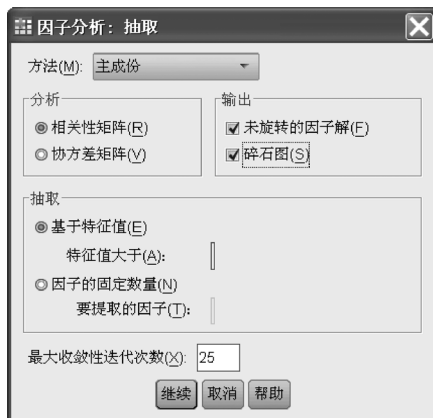 因子分析：抽取
方法(M): 主成份
分析
相关性矩阵(R)
协方差矩阵(V)
输出
未旋转的因子解(F)
碎石图(S)
抽取
基于特征值(E)
特征值大于(A):
因子的固定数量(N)
要提取的因子(T):
最大收敛性迭代次数(X): 25
继续 取消 帮助